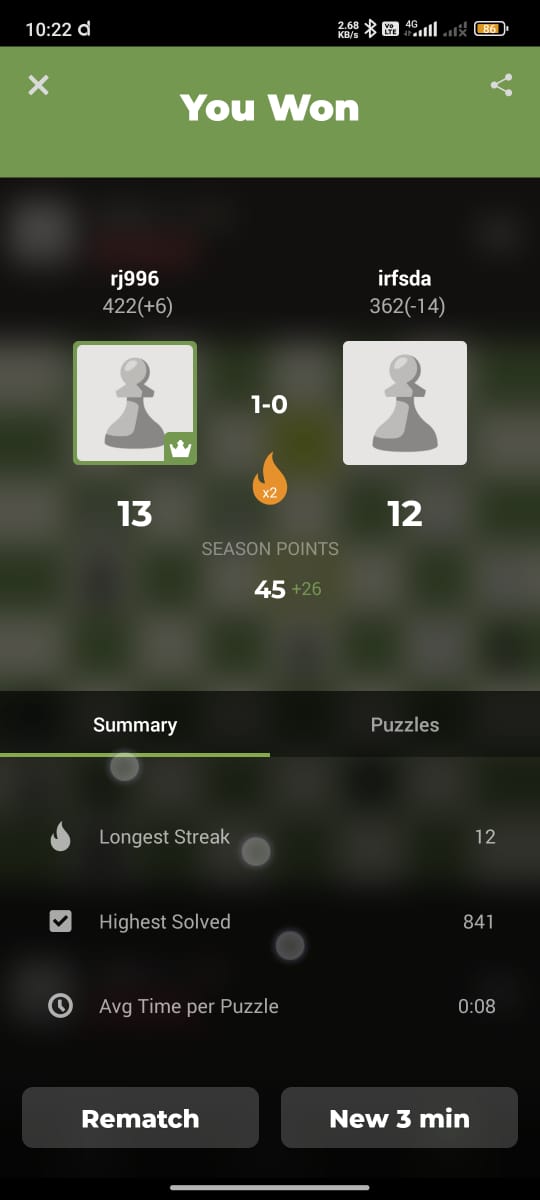 10:22 d
2.68 KB/s Vo LTE 4G 86
You Won
rj996
irfsda
422(+6)
362(-14)
1-0
x2
13
12
SEASON POINTS
45 +26
Summary
Puzzles
Longest Streak 12
Highest Solved 841
Avg Time per Puzzle 0:08
Rematch
New 3 min